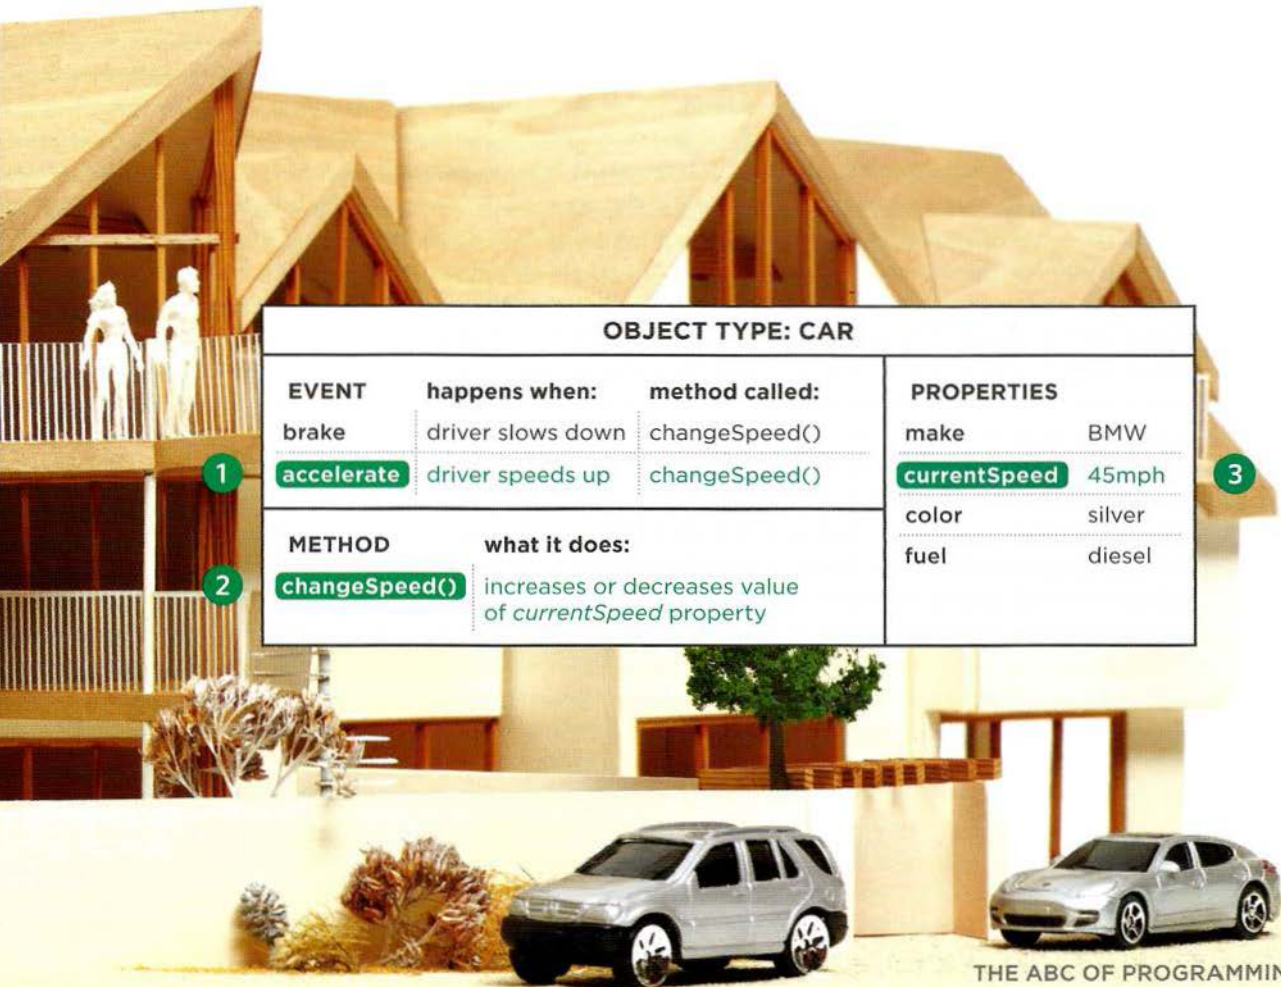 OBJECT TYPE: CAR
EVENT happens when: method called:
brake driver slows down changeSpeed()
1 accelerate driver speeds up changeSpeed()
METHOD what it does:
2 changeSpeed() increases or decreases value
of currentSpeed property
PROPERTIES
make BMW
currentSpeed 45mph 3
color silver
fuel diesel
THE ABC OF